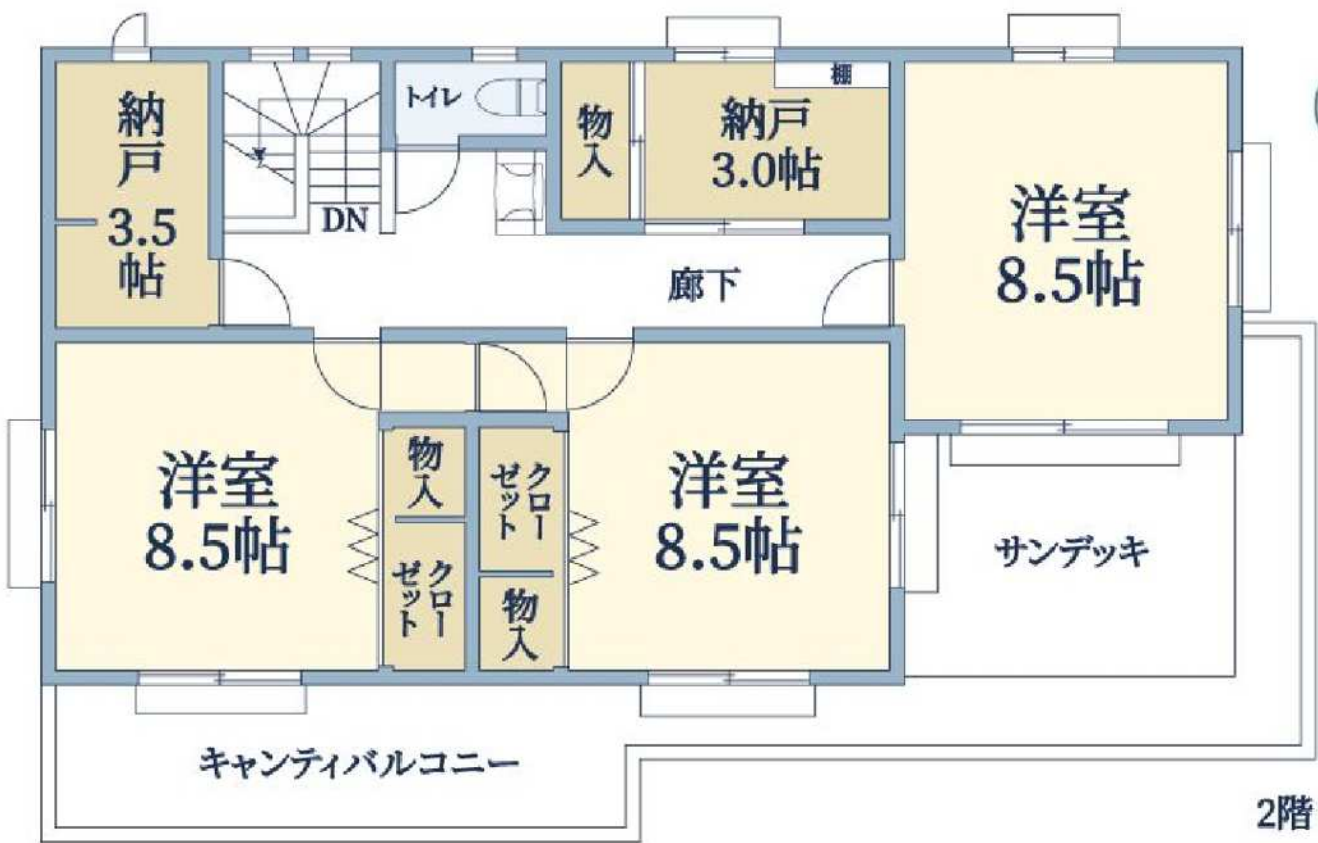 納戸
3.5
帖
DN
トイレ
物入
納戸
3.0帖
棚
洋室
8.5帖
廊下
洋室
8.5帖
物入
クロー
ゼット
クロー
ゼット
物入
洋室
8.5帖
サンデッキ
キャンティバルコニー
2階